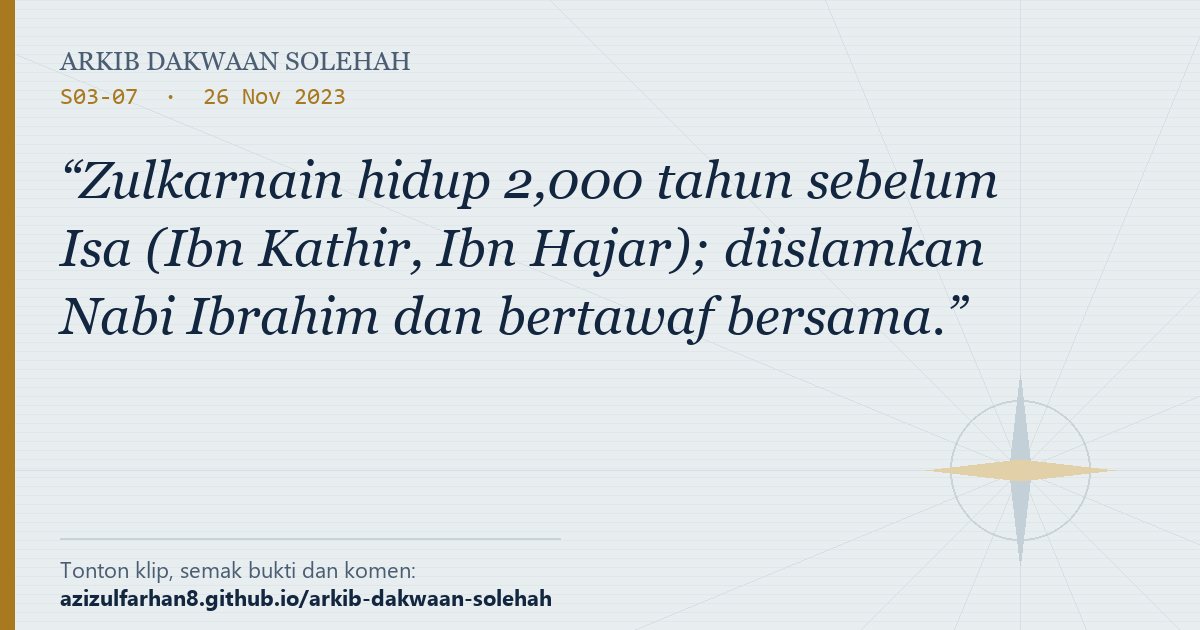 ARKIB DAKWAAN SOLEHAH
S03-07 · 26 Nov 2023
“Zulkarnain hidup 2,000 tahun sebelum
Isa (Ibn Kathir, Ibn Hajar); diislamkan
Nabi Ibrahim dan bertawaf bersama.”
Tonton klip, semak bukti dan komen:
azizulfarhan8.github.io/arkib-dakwaan-solehah